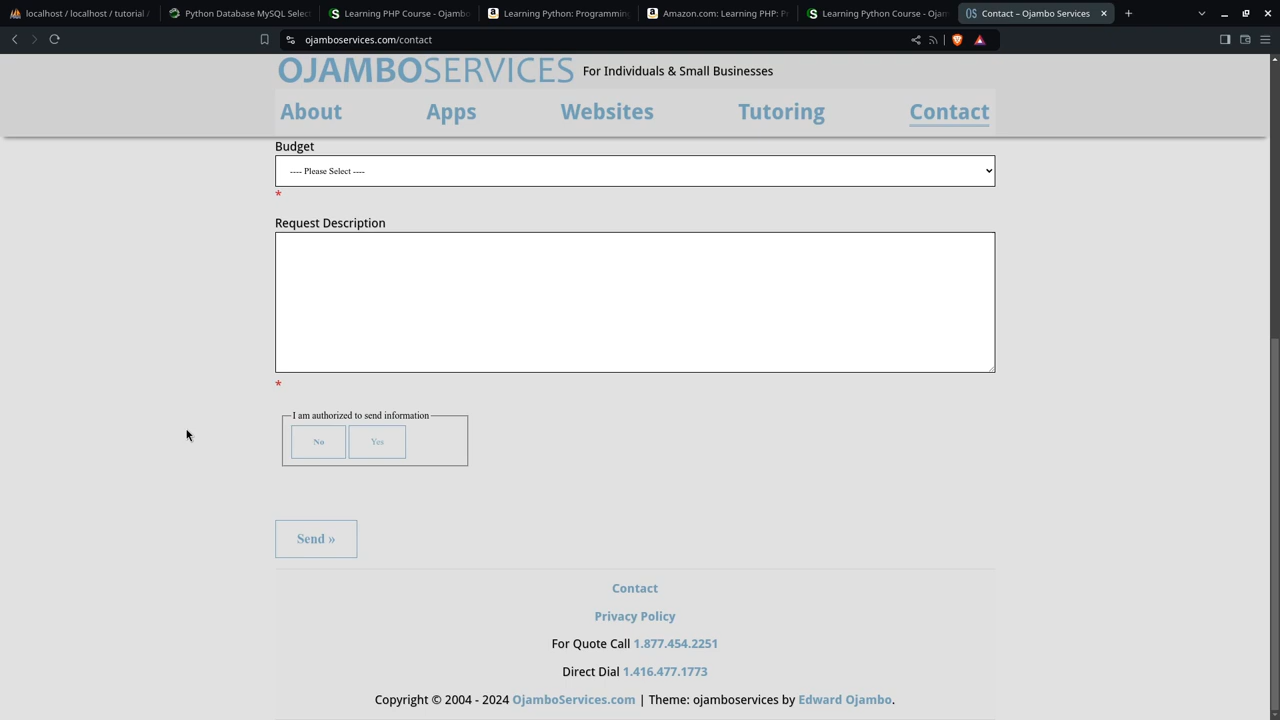 localhost / localhost / tutorial /
Python Database MySQL Select
Learning PHP Course - Ojambo
Learning Python: Programming
Amazon.com: Learning PHP: P
Learning Python Course - Ojam
Contact – Ojambo Services
ojamboservices.com/contact
OJAMBOSERVICES For Individuals & Small Businesses
About Apps Websites Tutoring Contact
Budget
---- Please Select ----
*
Request Description
*
I am authorized to send information
No Yes
Send »
Contact
Privacy Policy
For Quote Call 1.877.454.2251
Direct Dial 1.416.477.1773
Copyright © 2004 - 2024 OjamboServices.com | Theme: ojamboservices by Edward Ojambo.